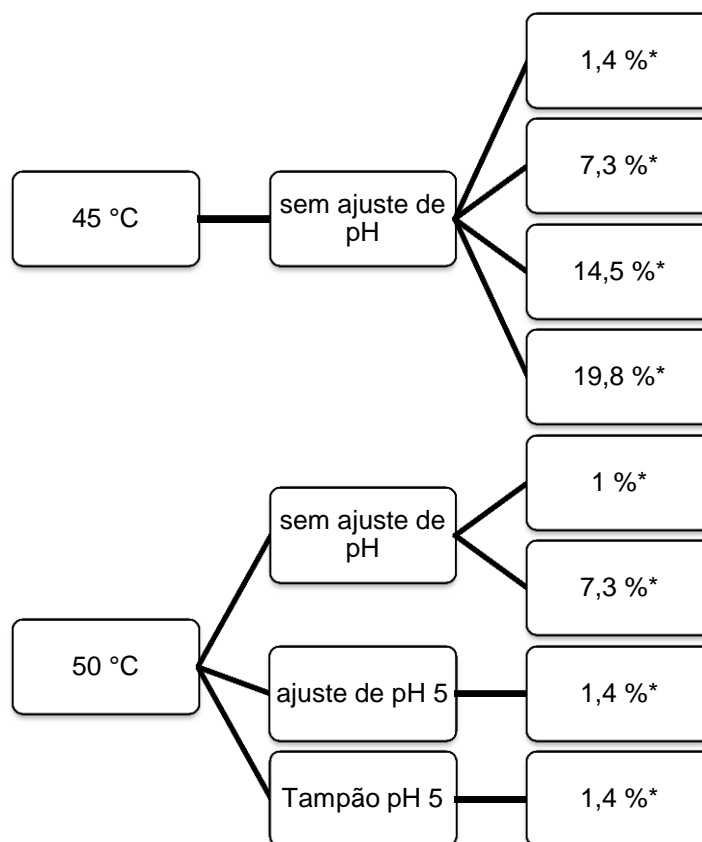 1,4 %*
7,3 %*
45 °C
sem ajuste de
pH
14,5 %*
19,8 %*
1 %*
sem ajuste de
pH
7,3 %*
50 °C
ajuste de pH 5
1,4 %*
Tampão pH 5
1,4 %*